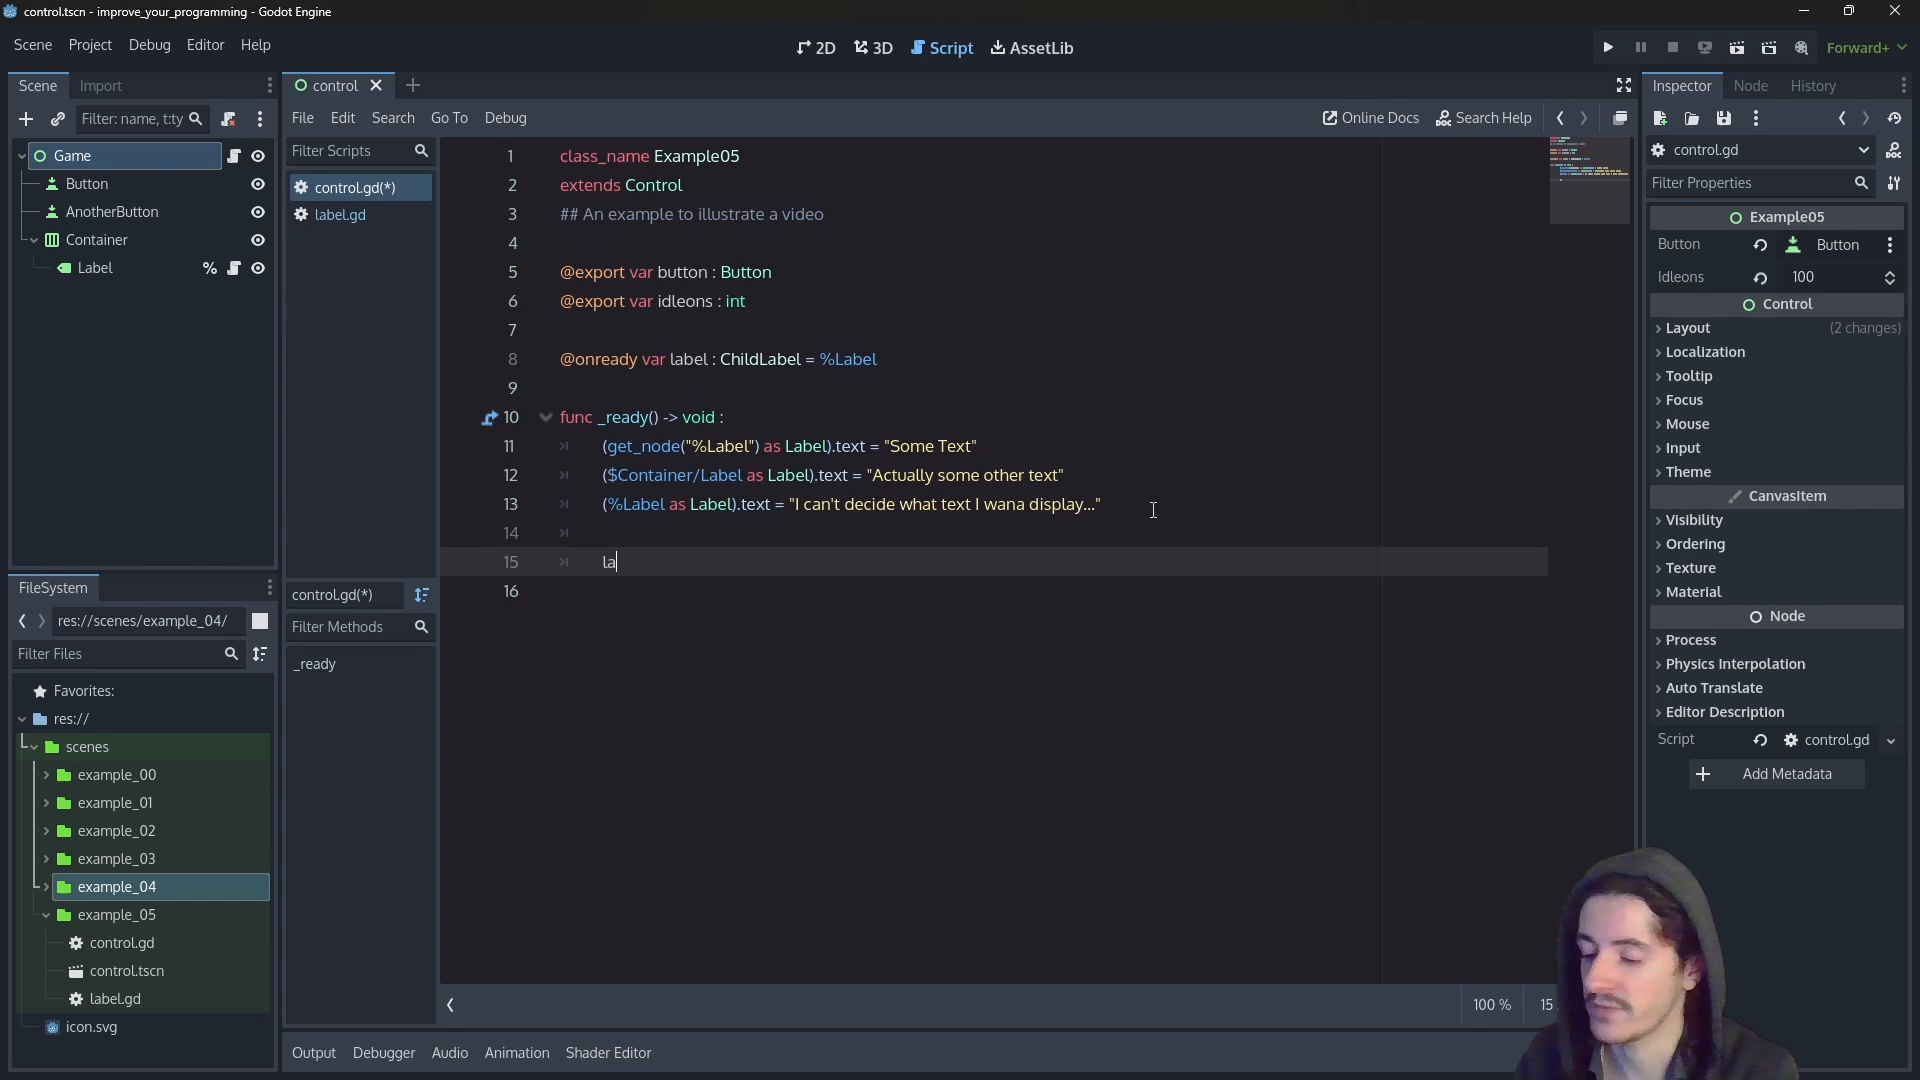 control.tscn - improve_your_programming - Godot Engine
Scene Project Debug Editor Help
2D 3D Script AssetLib
Forward+
Scene Import
Filter: name, t:ty
Game
Button
AnotherButton
Container
Label %
FileSystem
res://scenes/example_04/
Filter Files
Favorites:
res://
scenes
example_00
example_01
example_02
example_03
example_04
example_05
control.gd
control.tscn
label.gd
icon.svg
control
File Edit Search Go To Debug
Online Docs Search Help
Filter Scripts
control.gd(*)
label.gd
control.gd(*)
Filter Methods
_ready
1 class_name Example05
2 extends Control
3 ## An example to illustrate a video
4
5 @export var button : Button
6 @export var idleons : int
7
8 @onready var label : ChildLabel = %Label
9
10 func _ready() -> void :
11 (get_node("%Label") as Label).text = "Some Text"
12 ($Container/Label as Label).text = "Actually some other text"
13 (%Label as Label).text = "I can't decide what text I wana display..."
14
15 la
16
100 % 15
Output Debugger Audio Animation Shader Editor
Inspector Node History
control.gd
Filter Properties
Example05
Button Button
Idleons 100
Control
Layout (2 changes)
Localization
Tooltip
Focus
Mouse
Input
Theme
CanvasItem
Visibility
Ordering
Texture
Material
Node
Process
Physics Interpolation
Auto Translate
Editor Description
Script control.gd
Add Metadata